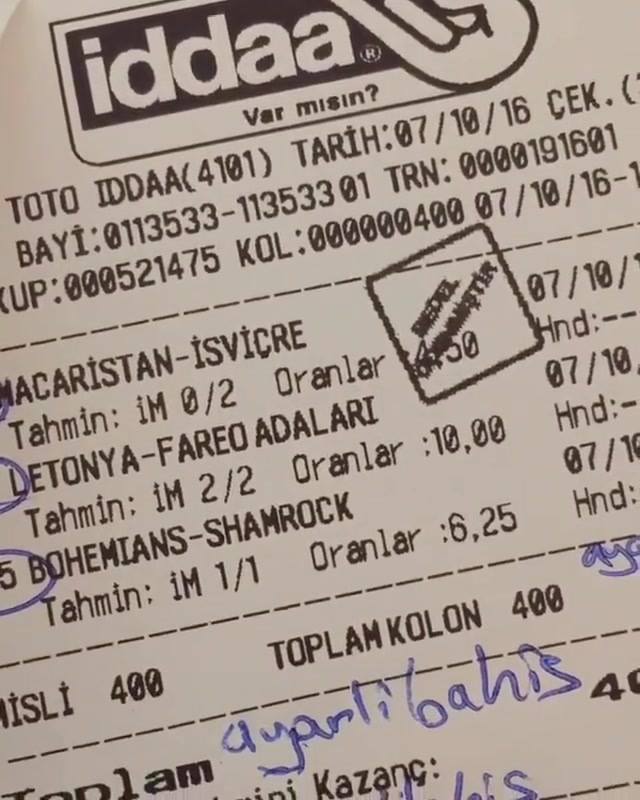 iddaa®
Var mısın?
TOTO IDDAA(4101) TARİH:07/10/16 ÇEK.(
BAYİ:0113533-11353301 TRN:0000191601
KUP:000521475 KOL:000000400 07/10/16-1
MACARİSTAN-İSVİÇRE 07/10/1
Tahmin: iM 0/2 Oranlar 50 Hnd:--
LETONYA-FAREO ADALARI 07/10/
Tahmin: iM 2/2 Oranlar :10,00 Hnd:-
5 BOHEMIANS-SHAMROCK 07/10
Tahmin: iM 1/1 Oranlar :6,25 Hnd:
MİSLİ 400 TOPLAM KOLON 400
ayarlibahis
Toplam 40
Kazanç: